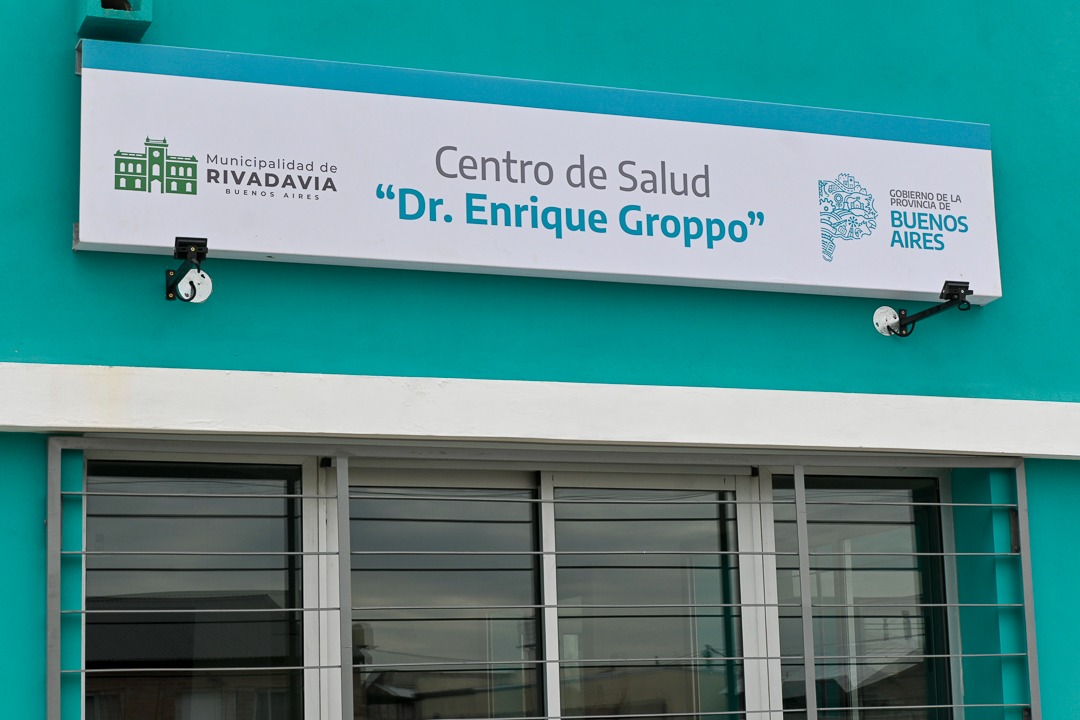 Municipalidad de
RIVADAVIA
BUENOS AIRES
Centro de Salud
“Dr. Enrique Groppo”
GOBIERNO DE LA
PROVINCIA DE
BUENOS
AIRES